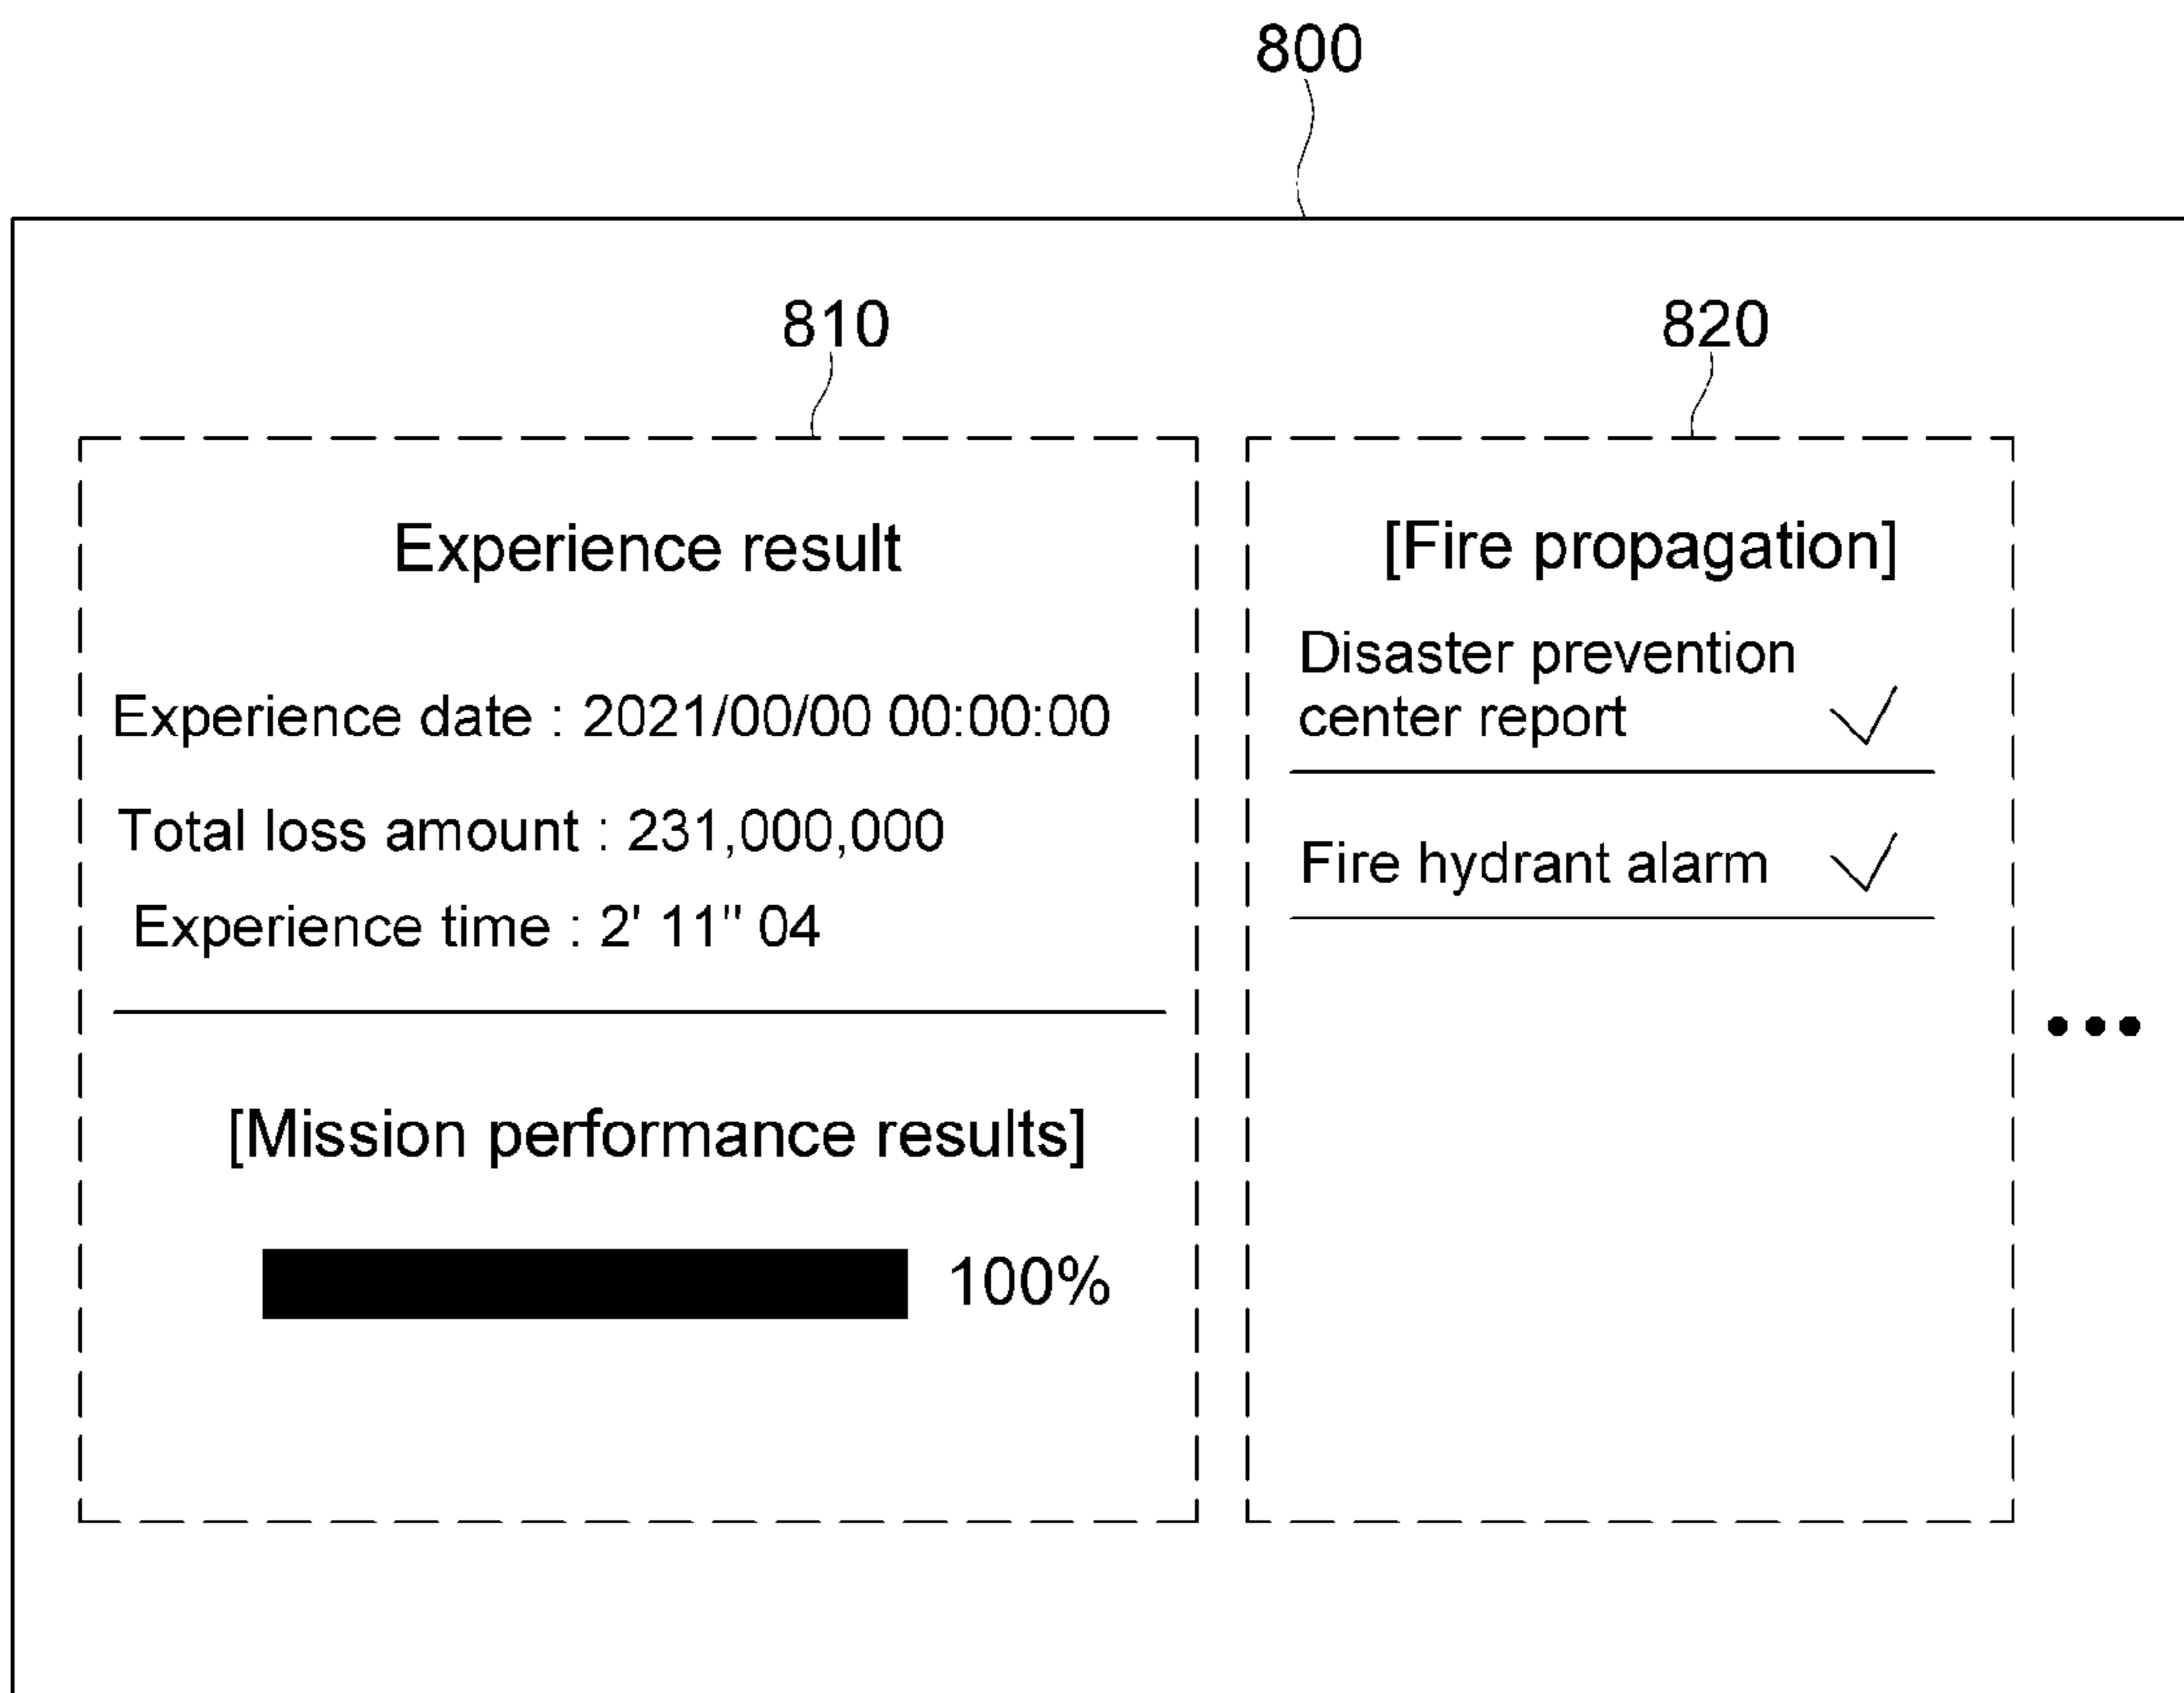 800
810
820
Experience result
Experience date : 2021/00/00 00:00:00
Total loss amount : 231,000,000
Experience time : 2' 11" 04
[Mission performance results]
100%
[Fire propagation]
Disaster prevention
center report
Fire hydrant alarm
•••